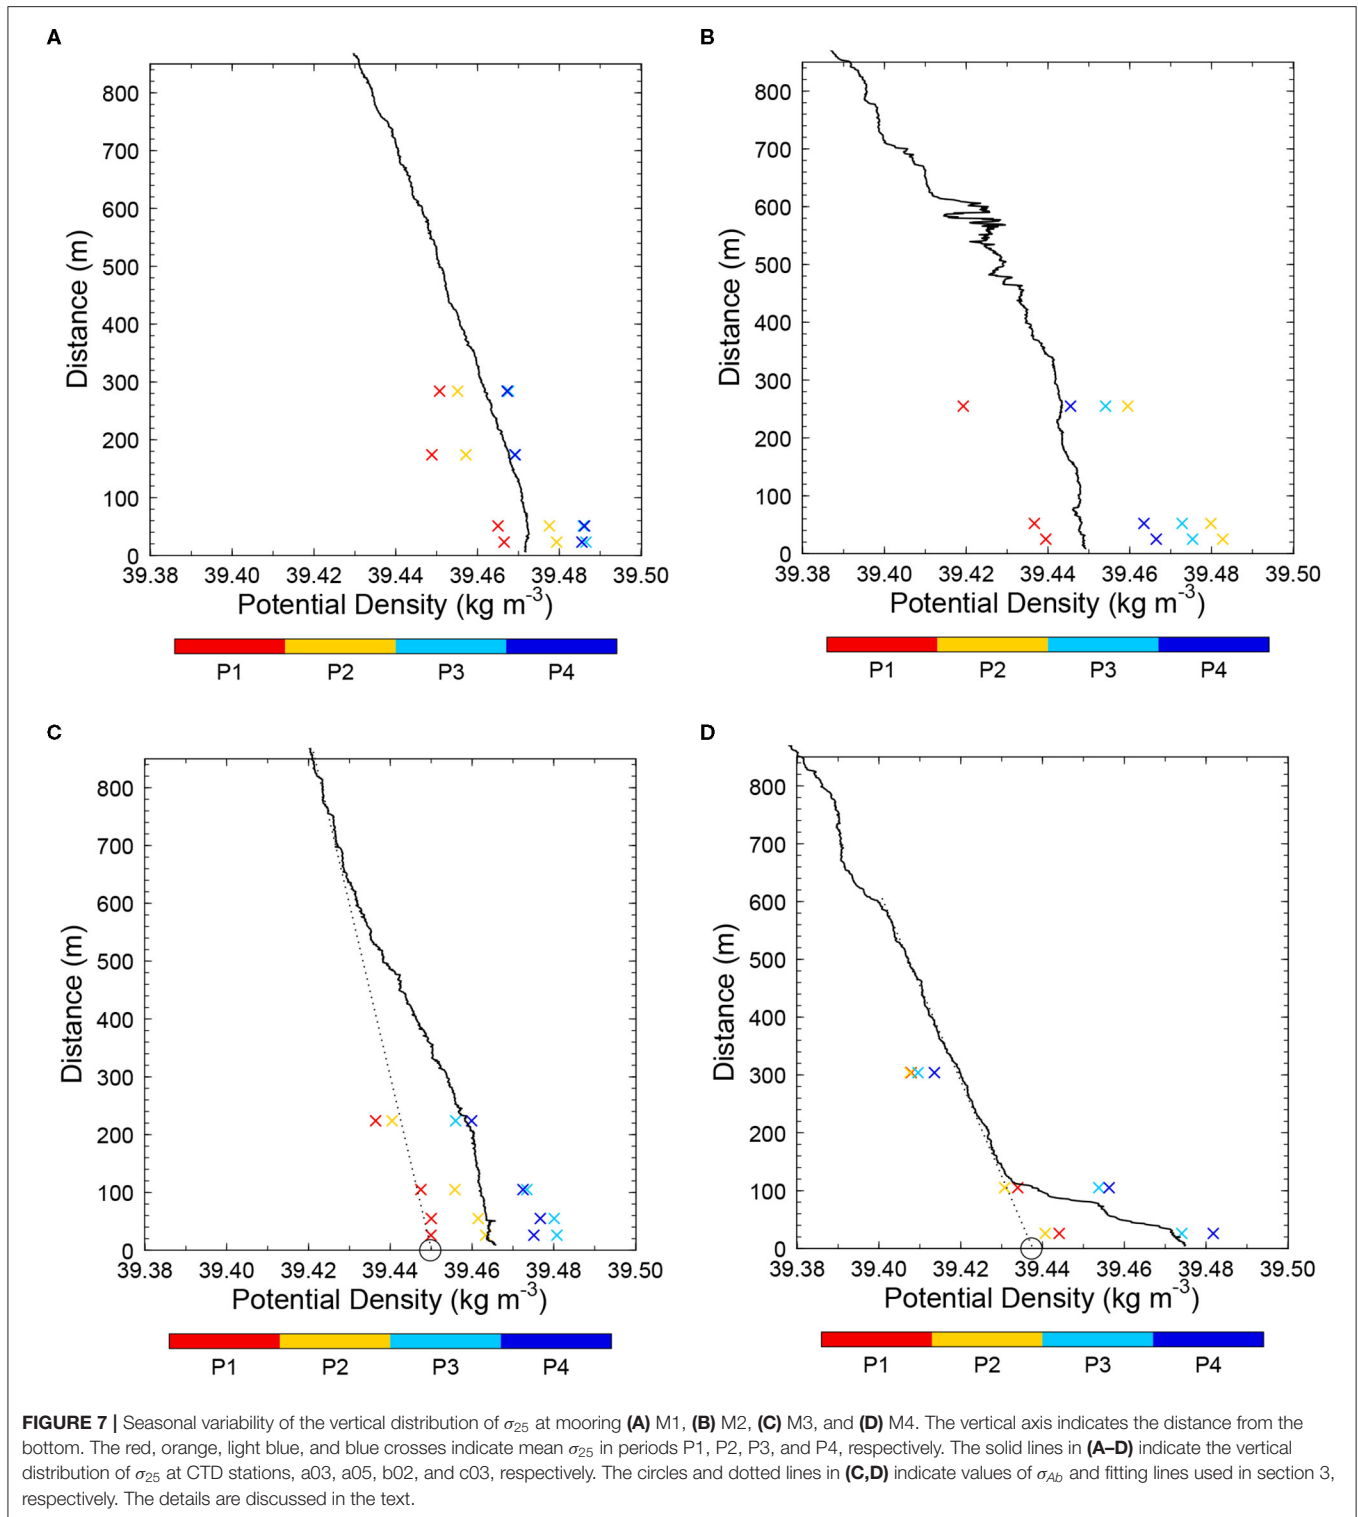 A
800
700
600
500
400
300
200
100
0
Distance (m)
39.38 39.40 39.42 39.44 39.46 39.48 39.50
Potential Density (kg m-3)
P1 P2 P3 P4
B
800
700
600
500
400
300
200
100
0
Distance (m)
39.38 39.40 39.42 39.44 39.46 39.48 39.50
Potential Density (kg m-3)
P1 P2 P3 P4
C
800
700
600
500
400
300
200
100
0
Distance (m)
39.38 39.40 39.42 39.44 39.46 39.48 39.50
Potential Density (kg m-3)
P1 P2 P3 P4
D
800
700
600
500
400
300
200
100
0
Distance (m)
39.38 39.40 39.42 39.44 39.46 39.48 39.50
Potential Density (kg m-3)
P1 P2 P3 P4
FIGURE 7 | Seasonal variability of the vertical distribution of σ25 at mooring (A) M1, (B) M2, (C) M3, and (D) M4. The vertical axis indicates the distance from the
bottom. The red, orange, light blue, and blue crosses indicate mean σ25 in periods P1, P2, P3, and P4, respectively. The solid lines in (A–D) indicate the vertical
distribution of σ25 at CTD stations, a03, a05, b02, and c03, respectively. The circles and dotted lines in (C,D) indicate values of σAb and fitting lines used in section 3,
respectively. The details are discussed in the text.